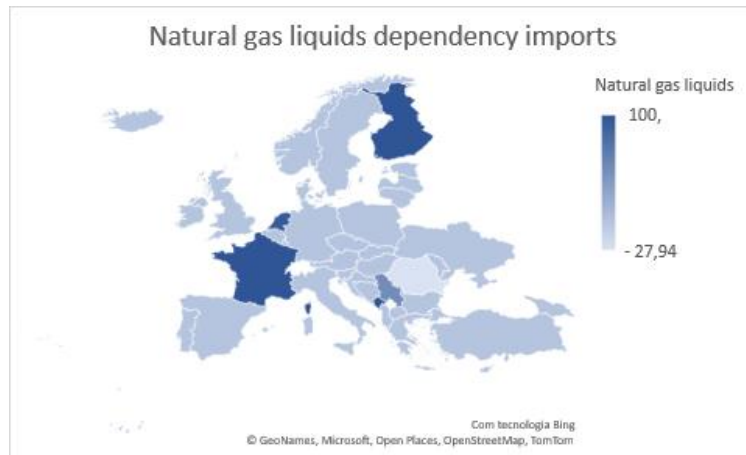 Natural gas liquids dependency imports
Natural gas liquids
100,
- 27,94
Com tecnologia Bing
© GeoNames, Microsoft, Open Places, OpenStreetMap, TomTom